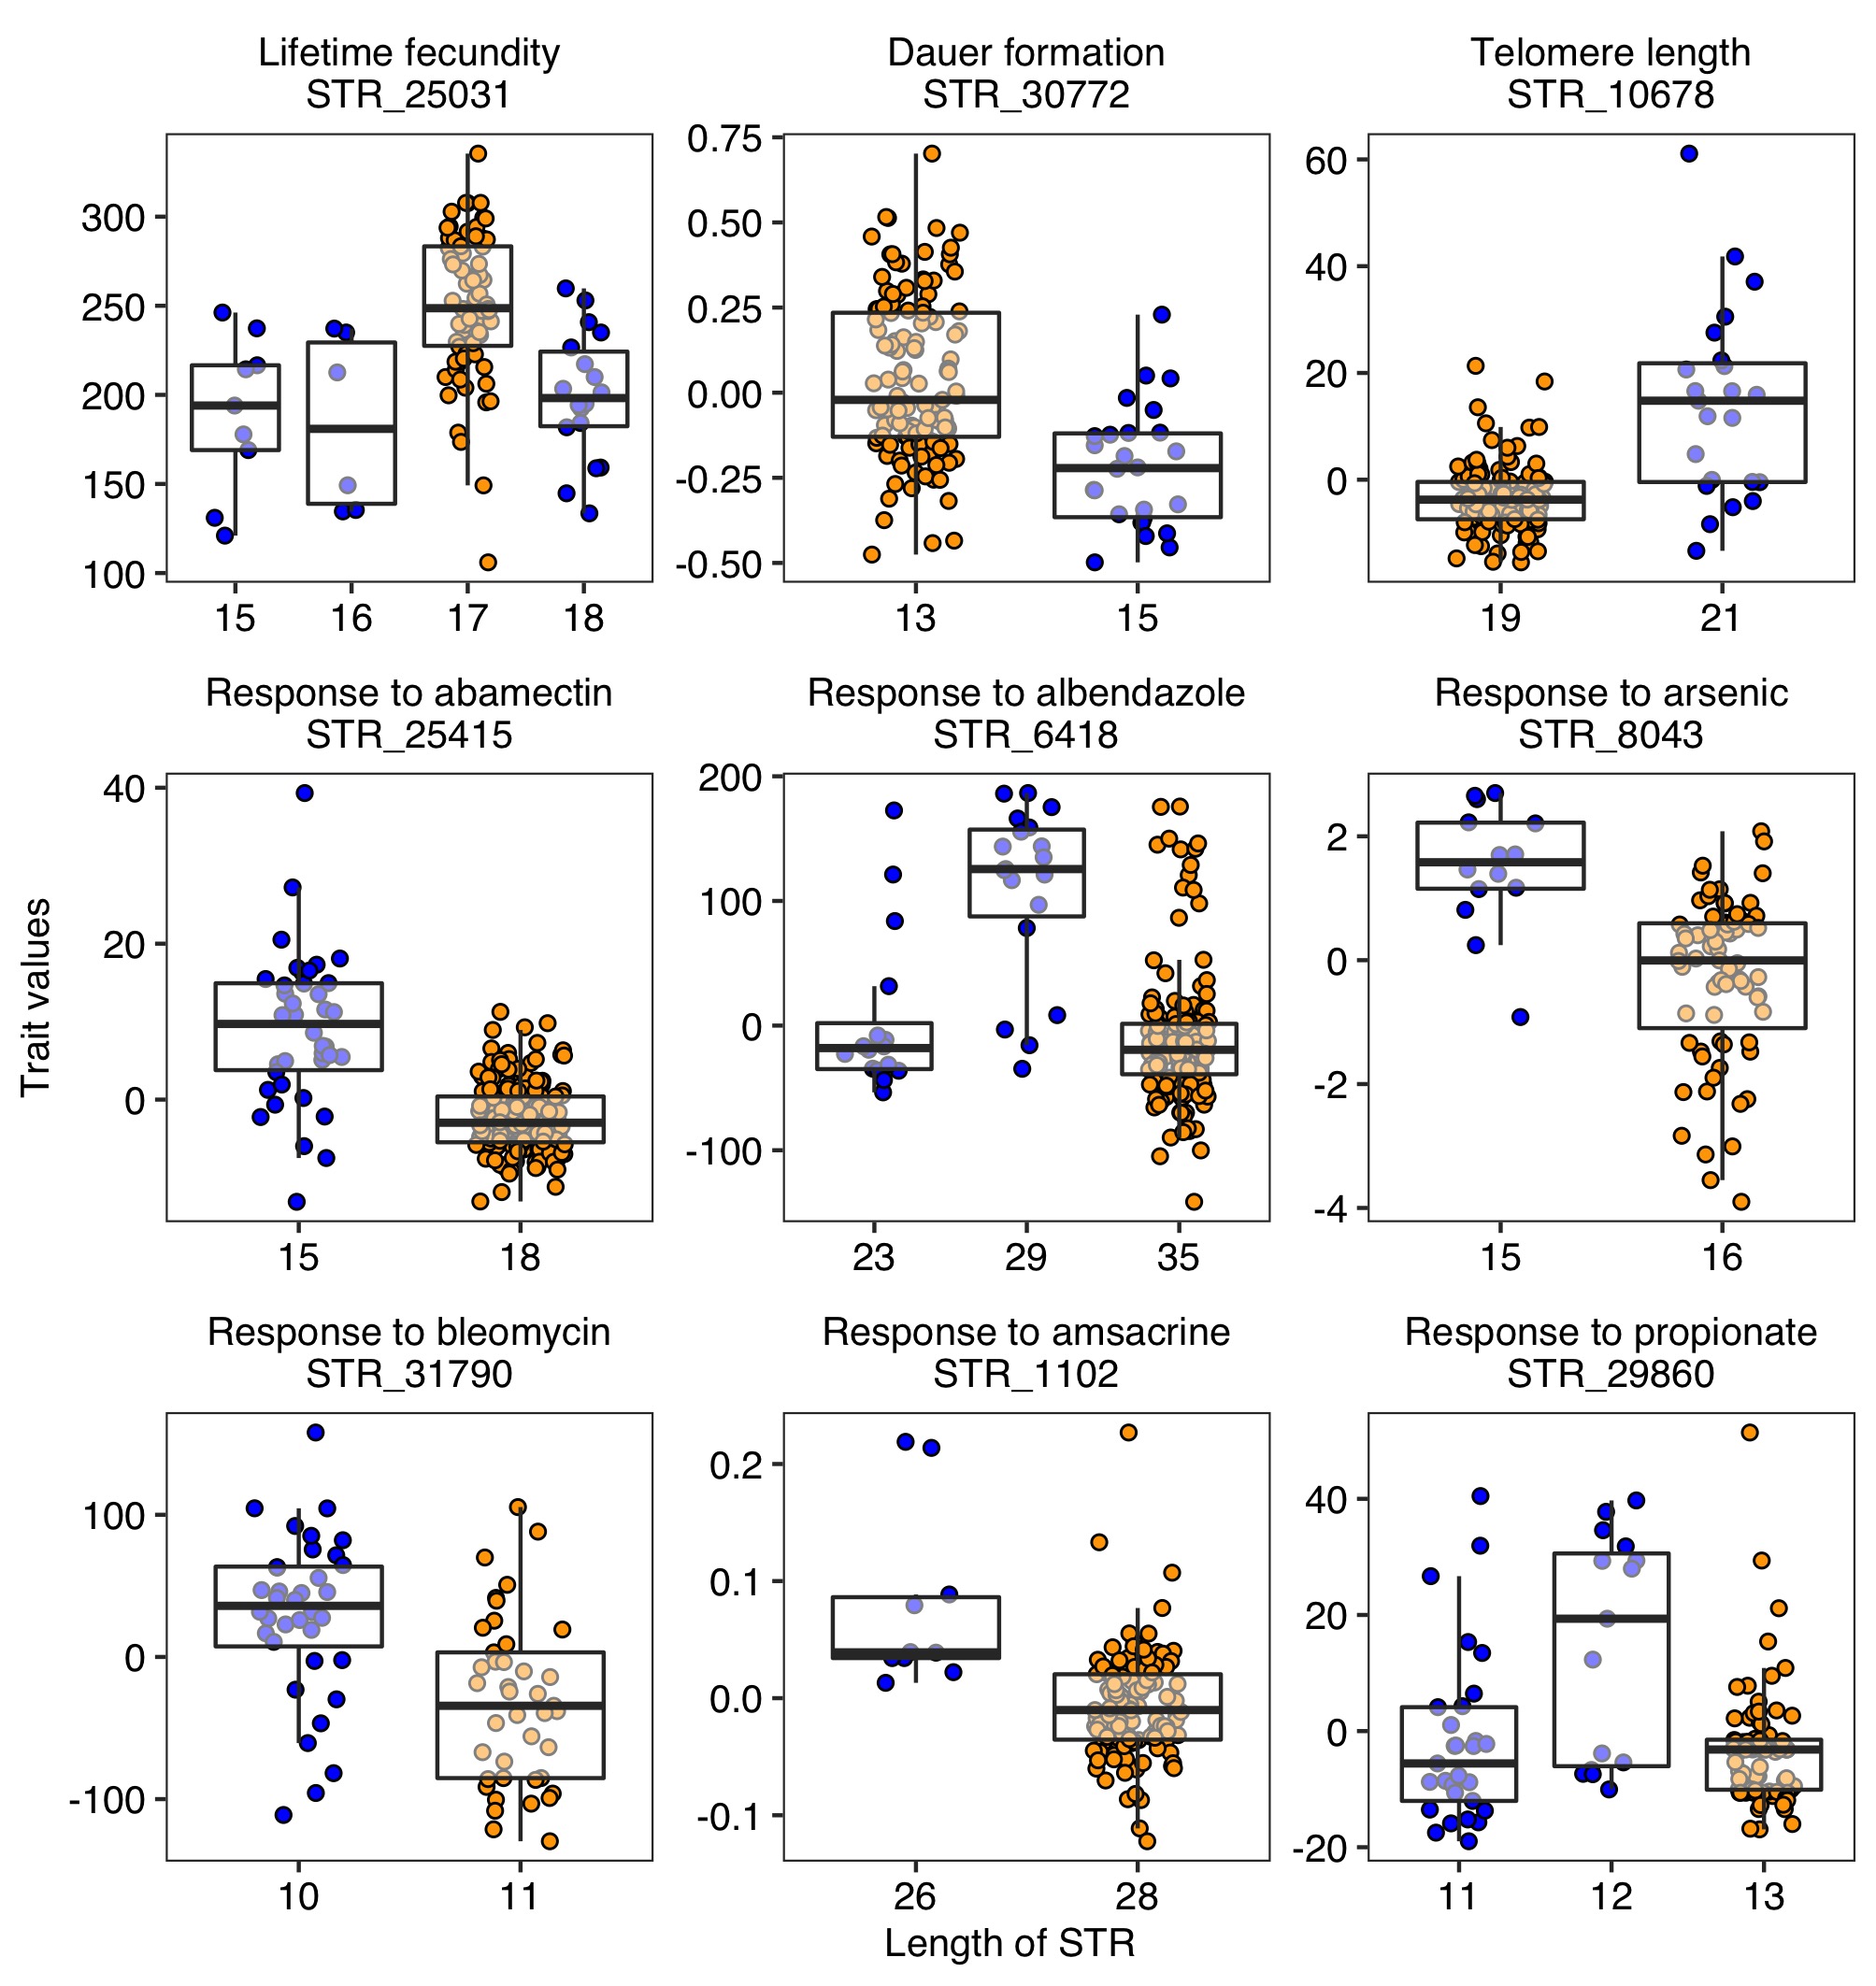 Lifetime fecundity
STR_25031
Dauer formation
STR_30772
Telomere length
STR_10678
300
250
200
150
100
15 16 17 18
0.75
0.50
0.25
0.00
-0.25
-0.50
13 15
60
40
20
0
19 21
Response to abamectin
STR_25415
Response to albendazole
STR_6418
Response to arsenic
STR_8043
Trait values
40
20
0
15 18
200
100
0
-100
23 29 35
2
0
-2
-4
15 16
Response to bleomycin
STR_31790
Response to amsacrine
STR_1102
Response to propionate
STR_29860
100
0
-100
10 11
0.2
0.1
0.0
-0.1
26 28
40
20
0
-20
11 12 13
Length of STR